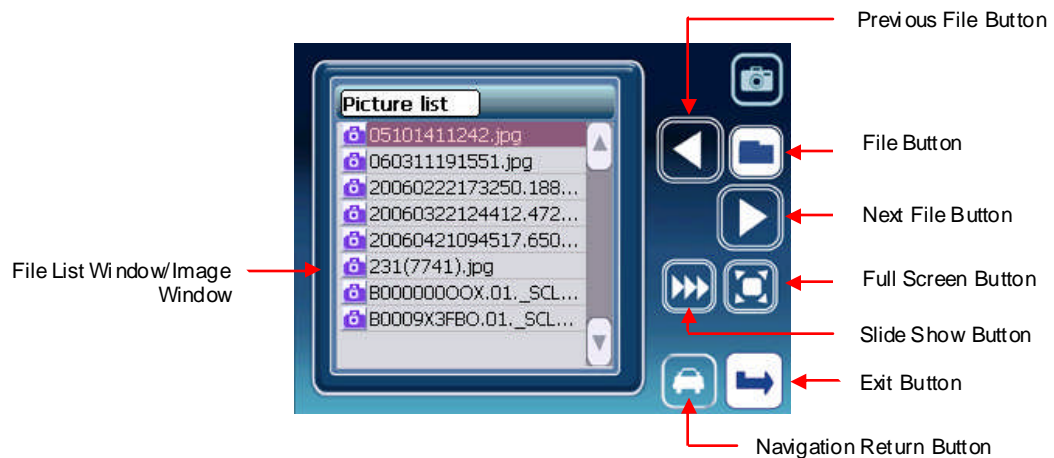 Previous File Button
Picture list
05101411242.jpg
060311191551.jpg
20060222173250.188...
20060322124412.472...
20060421094517.650...
231(7741).jpg
B000000OOX.01._SCL...
B0009X3FBO.01._SCL...
File List Window/Image
Window
File Button
Next File Button
Full Screen Button
Slide Show Button
Exit Button
Navigation Return Button